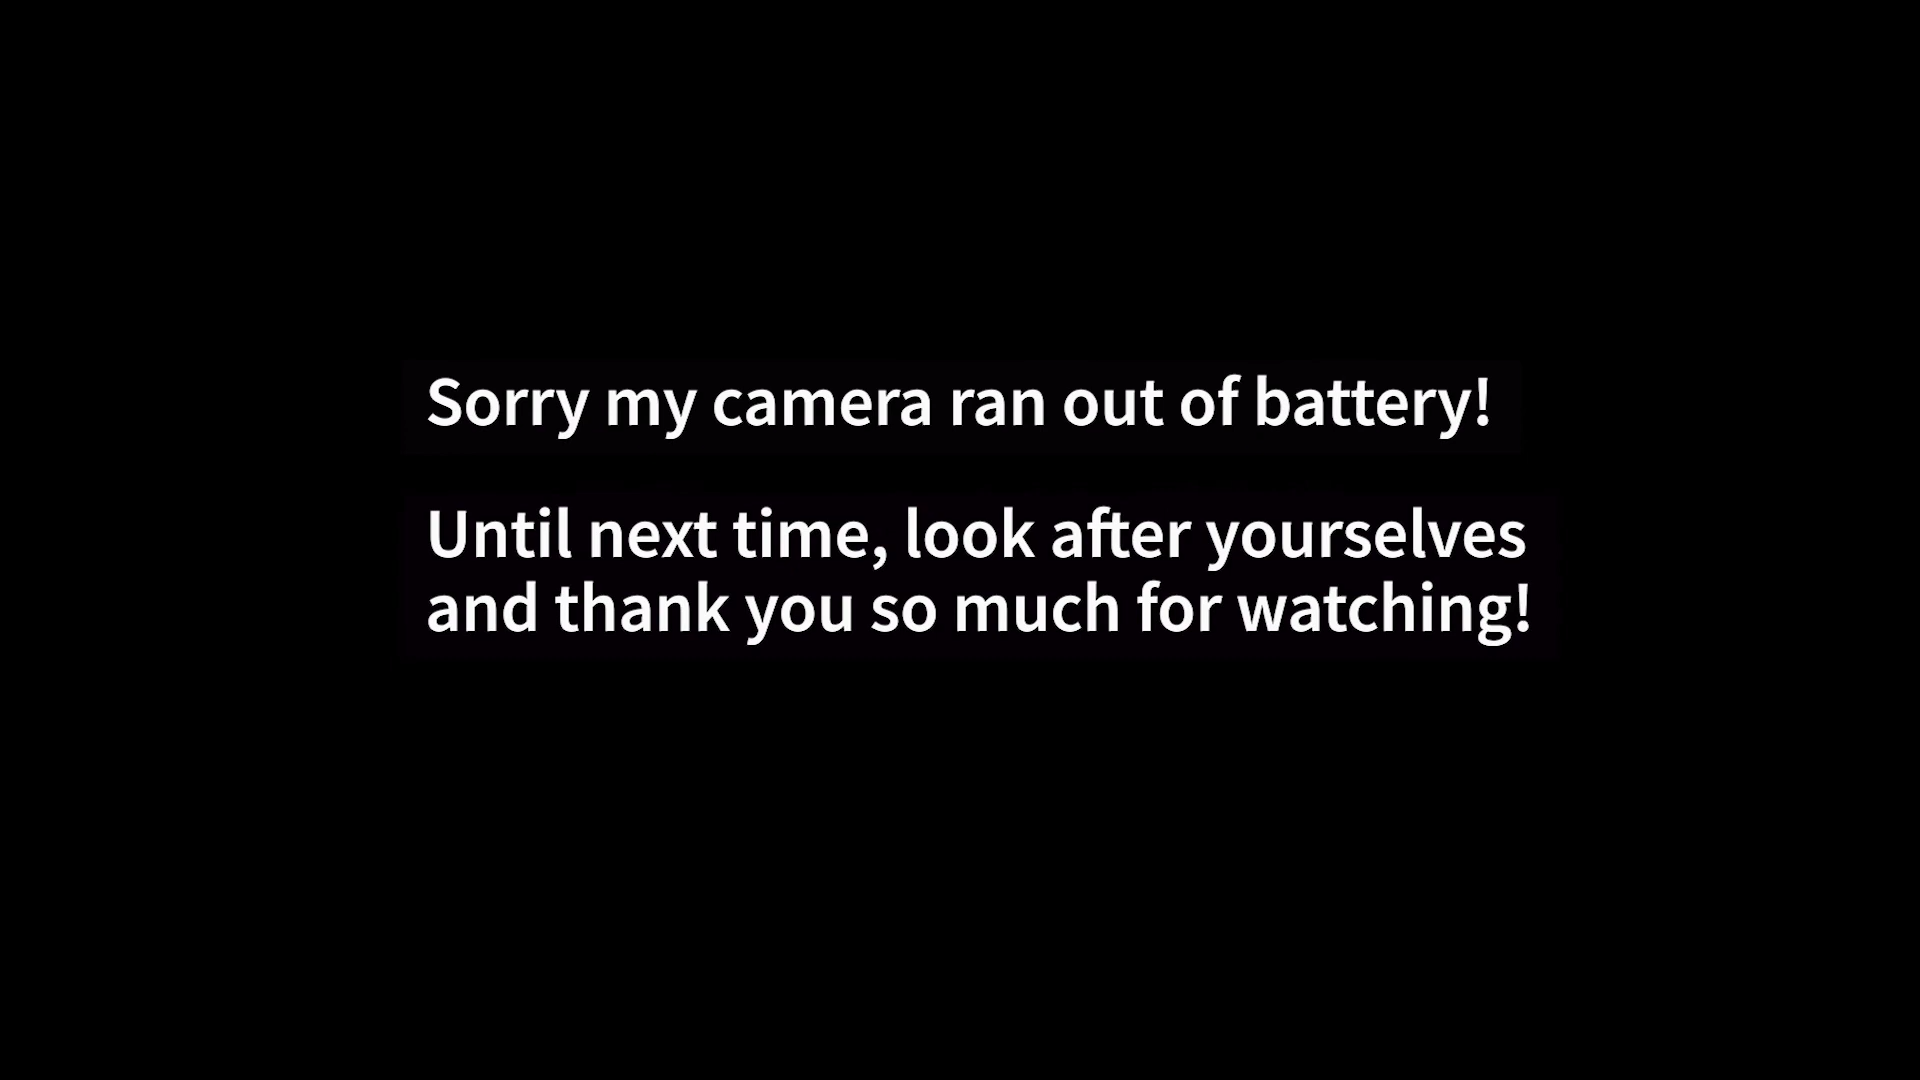 Sorry my camera ran out of battery!
Until next time, look after yourselves
and thank you so much for watching!